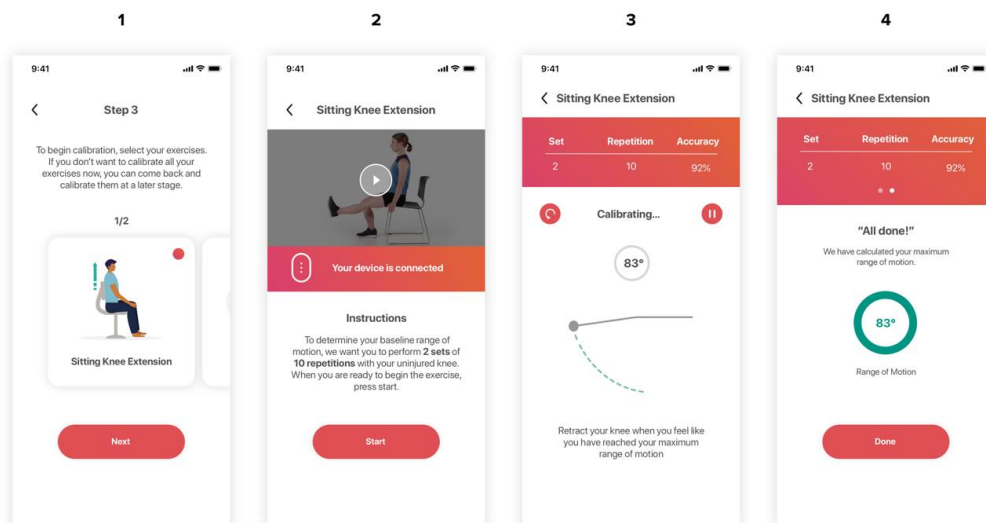 1
9:41
Step 3
To begin calibration, select your exercises.
If you don't want to calibrate all your
exercises now, you can come back and
calibrate them at a later stage.
1/2
Sitting Knee Extension
Next
2
9:41
Sitting Knee Extension
Your device is connected
Instructions
To determine your baseline range of
motion, we want you to perform 2 sets of
10 repetitions with your uninjured knee.
When you are ready to begin the exercise,
press start.
Start
3
9:41
Sitting Knee Extension
Set Repetition Accuracy
2 10 92%
Calibrating...
83°
Retract your knee when you feel like
you have reached your maximum
range of motion
4
9:41
Sitting Knee Extension
Set Repetition Accuracy
2 10 92%
"All done!"
We have calculated your maximum
range of motion.
83°
Range of Motion
Done